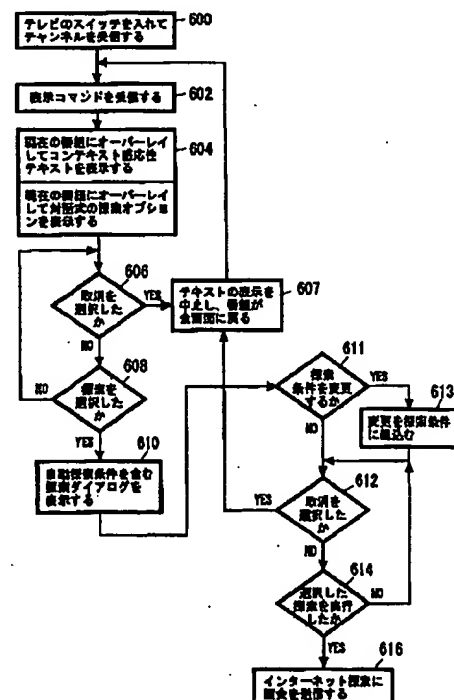 テレビのスイッチを入れて
チャンネルを受信する
600
表示コマンドを受信する
602
現在の番組にオーバーレイ
してコンテキスト感応性
テキストを表示する
604
現在の番組にオーバーレイ
して対話式の探索オプショ
ンを表示する
606
取消を
選択した
か
YES
NO
テキストの表示を
中止し、番組が
全画面に戻る
607
608
探索を
選択した
か
NO
YES
610
自動探索条件を含む
探索ダイアログを
表示する
611
探索
条件を変更
するか
YES
NO
613
変更を探索条件
に組込む
612
取消を
選択した
か
YES
NO
614
選択した
探索を実行
したか
NO
YES
616
インターネット探索に
照会を送信する